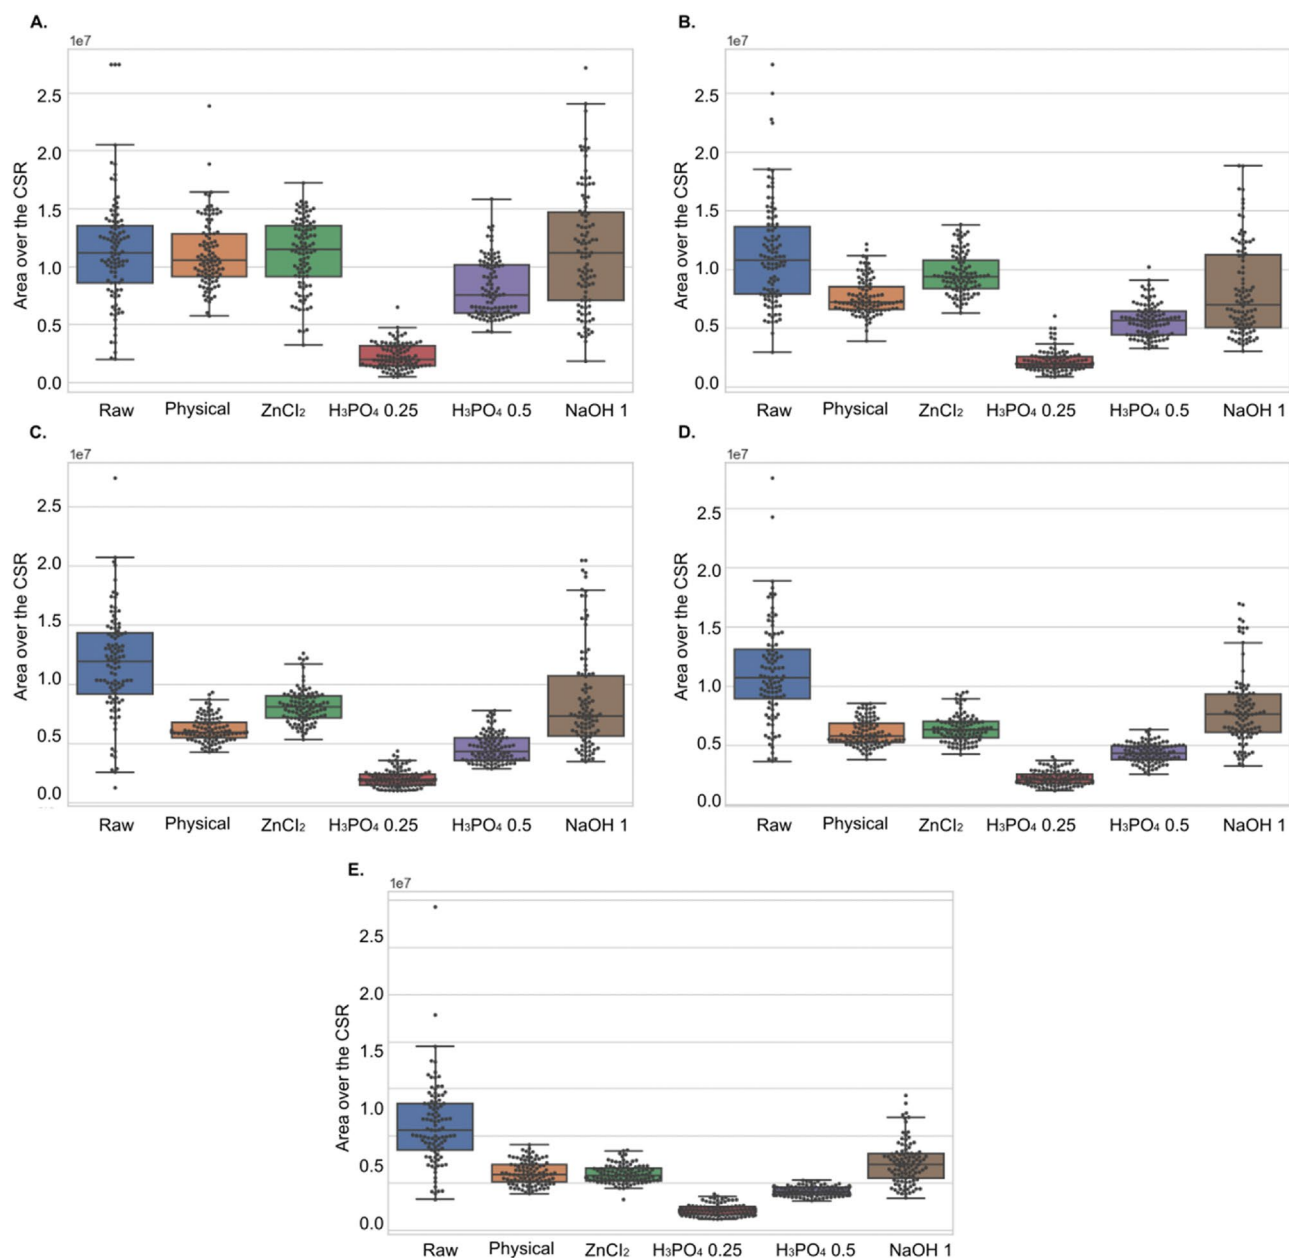 A.
1e7
2.5
2.0
1.5
1.0
0.5
0.0
Area over the CSR
Raw Physical ZnCl₂ H₃PO₄ 0.25 H₃PO₄ 0.5 NaOH 1
B.
1e7
2.5
2.0
1.5
1.0
0.5
0.0
Area over the CSR
Raw Physical ZnCl₂ H₃PO₄ 0.25 H₃PO₄ 0.5 NaOH 1
C.
1e7
2.5
2.0
1.5
1.0
0.5
0.0
Area over the CSR
Raw Physical ZnCl₂ H₃PO₄ 0.25 H₃PO₄ 0.5 NaOH 1
D.
1e7
2.5
2.0
1.5
1.0
0.5
0.0
Area over the CSR
Raw Physical ZnCl₂ H₃PO₄ 0.25 H₃PO₄ 0.5 NaOH 1
E.
1e7
2.5
2.0
1.5
1.0
0.5
0.0
Area over the CSR
Raw Physical ZnCl₂ H₃PO₄ 0.25 H₃PO₄ 0.5 NaOH 1